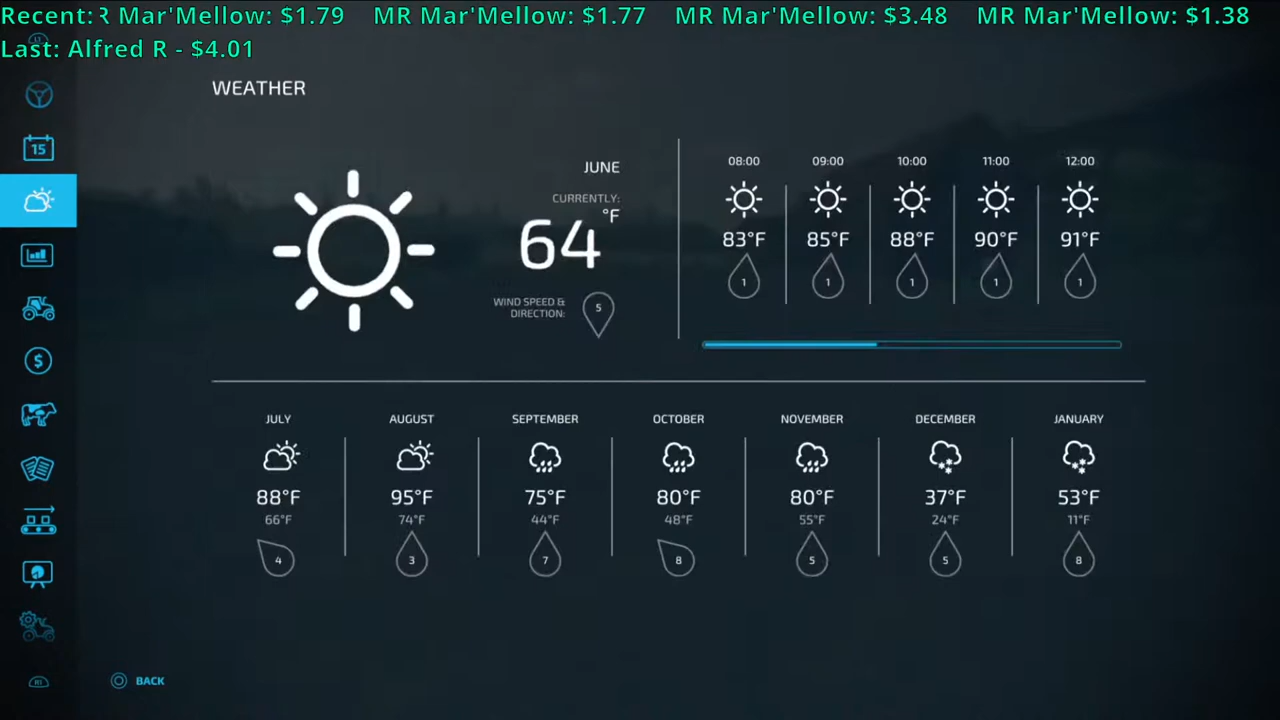 Recent: R Mar'Mellow: $1.79 MR Mar'Mellow: $1.77 MR Mar'Mellow: $3.48 MR Mar'Mellow: $1.38
Last: Alfred R - $4.01
WEATHER
15
JUNE
CURRENTLY:
64 °F
WIND SPEED &
DIRECTION:
5
08:00 09:00 10:00 11:00 12:00
83°F 85°F 88°F 90°F 91°F
1 1 1 1 1
$
JULY AUGUST SEPTEMBER OCTOBER NOVEMBER DECEMBER JANUARY
88°F 95°F 75°F 80°F 80°F 37°F 53°F
66°F 74°F 44°F 48°F 55°F 24°F 11°F
4 3 7 8 5 5 8
R1
BACK